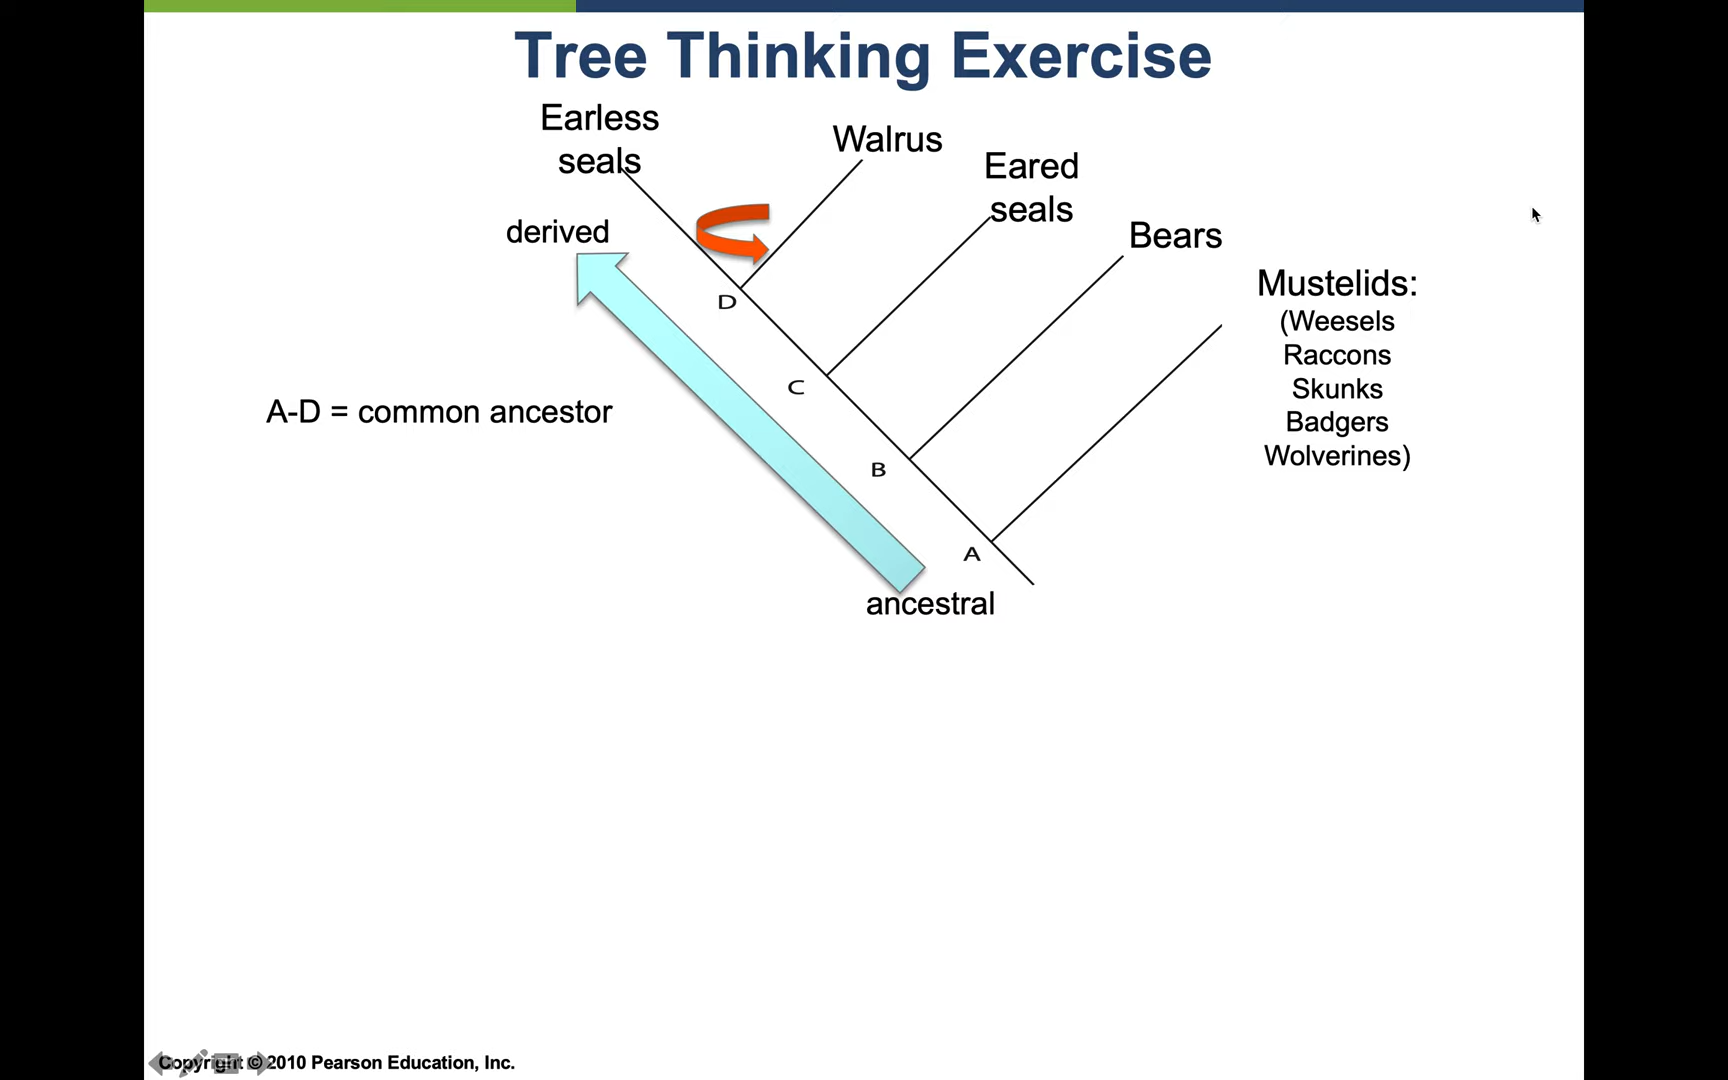 Tree Thinking Exercise
Earless
seals
Walrus
Eared
seals
Bears
derived
Mustelids:
(Weesels
Raccons
Skunks
Badgers
Wolverines)
D
C
A-D = common ancestor
B
A
ancestral
Copyright © 2010 Pearson Education, Inc.